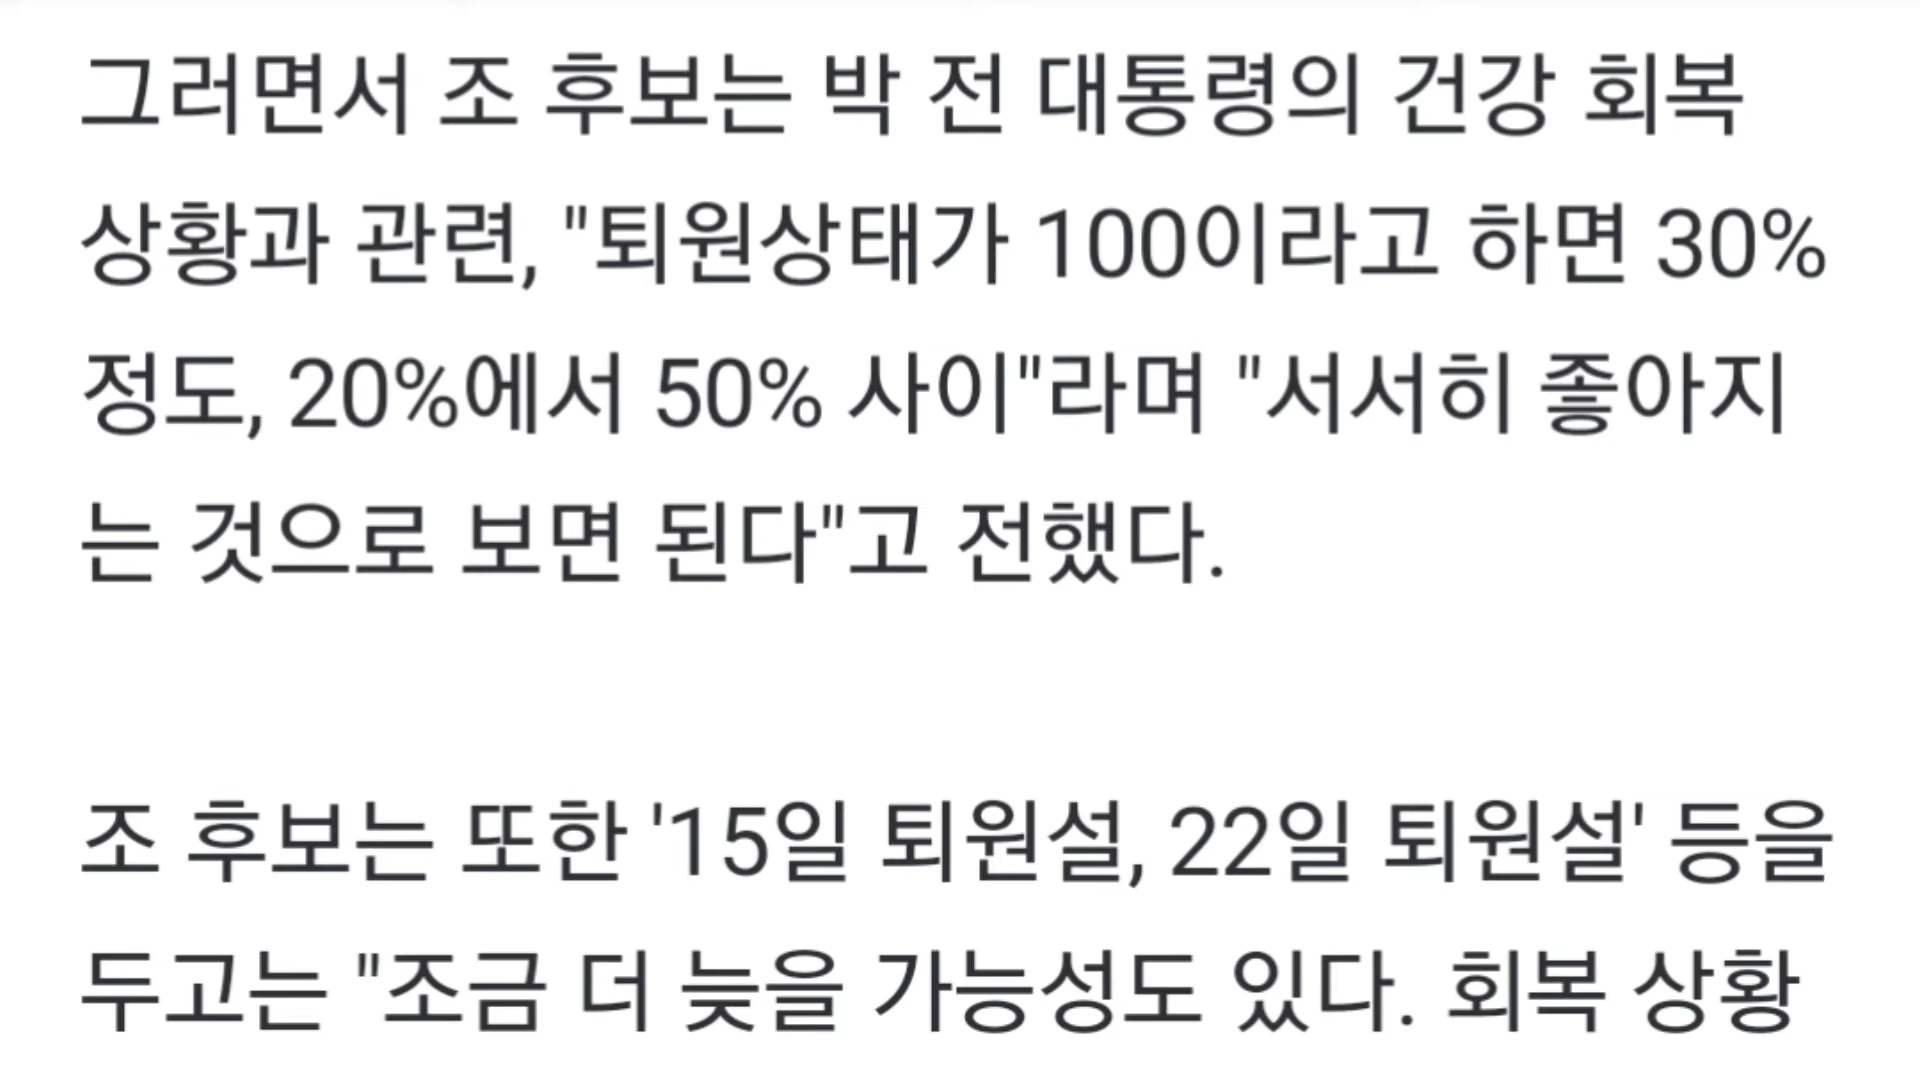 그러면서 조 후보는 박 전 대통령의 건강 회복
상황과 관련, "퇴원상태가 100이라고 하면 30%
정도, 20%에서 50% 사이"라며 "서서히 좋아지
는 것으로 보면 된다"고 전했다.
조 후보는 또한 '15일 퇴원설, 22일 퇴원설' 등을
두고는 "조금 더 늦을 가능성도 있다. 회복 상황